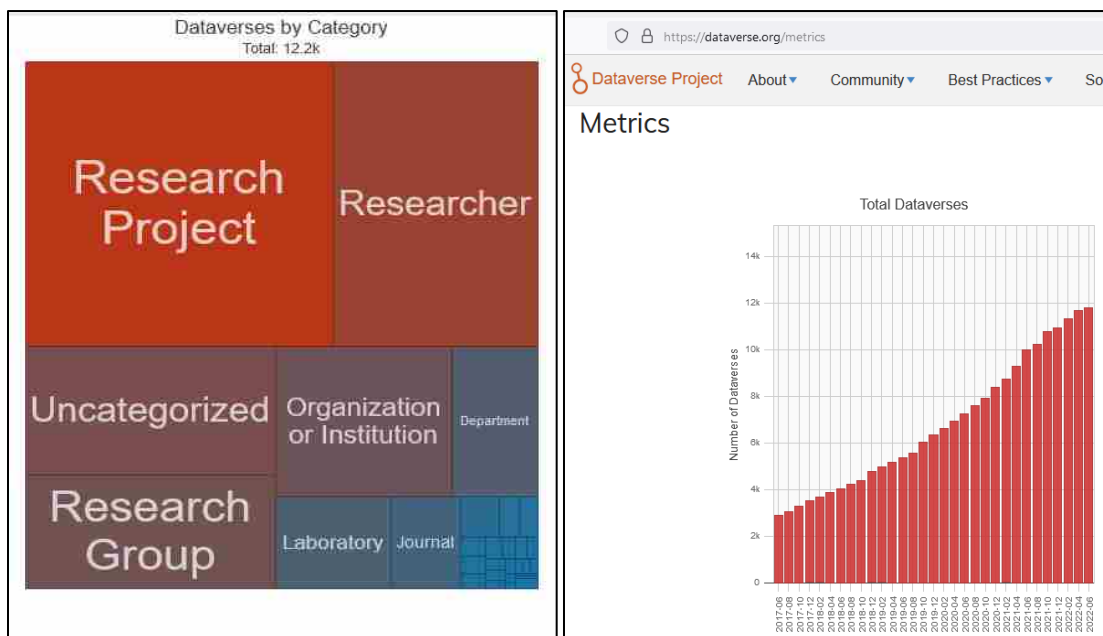 Dataverses by Category
Total: 12.2k
Research
Project
Researcher
Uncategorized
Organization
or Institution
Department
Research
Group
Laboratory
Journal
https://dataverse.org/metrics
Dataverse Project
About
Community
Best Practices
So
Metrics
Total Dataverses
Number of Dataverses
14k
12k
10k
8k
6k
4k
2k
0
2017-06
2017-08
2017-10
2017-12
2018-02
2018-04
2018-06
2018-08
2018-10
2018-12
2019-02
2019-04
2019-06
2019-08
2019-10
2019-12
2020-02
2020-04
2020-06
2020-08
2020-10
2020-12
2021-02
2021-04
2021-06
2021-08
2021-10
2021-12
2022-02
2022-04
2022-06